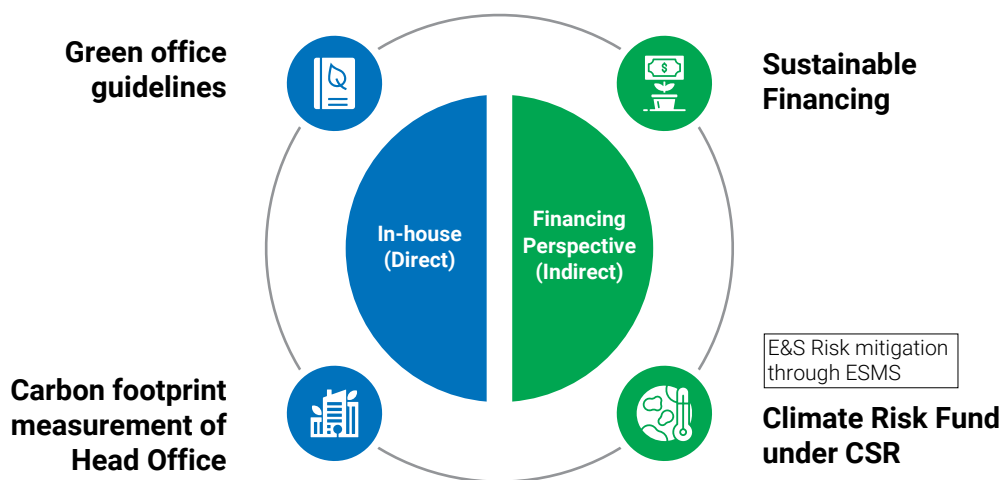 Green office
guidelines
Sustainable
Financing
In-house
(Direct)
Financing
Perspective
(Indirect)
Carbon footprint
measurement of
Head Office
E&S Risk mitigation
through ESMS
Climate Risk Fund
under CSR
$